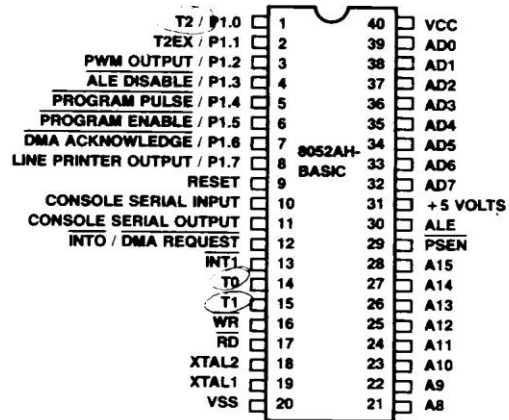 T2 / P1.0 1
T2EX / P1.1 2
PWM OUTPUT / P1.2 3
ALE DISABLE / P1.3 4
PROGRAM PULSE / P1.4 5
PROGRAM ENABLE / P1.5 6
DMA ACKNOWLEDGE / P1.6 7
LINE PRINTER OUTPUT / P1.7 8
RESET 9
CONSOLE SERIAL INPUT 10
CONSOLE SERIAL OUTPUT 11
INTO / DMA REQUEST 12
INT1 13
T0 14
T1 15
WR 16
RD 17
XTAL2 18
XTAL1 19
VSS 20
8052AH-
BASIC
40 VCC
39 AD0
38 AD1
37 AD2
36 AD3
35 AD4
34 AD5
33 AD6
32 AD7
31 +5 VOLTS
30 ALE
29 PSEN
28 A15
27 A14
26 A13
25 A12
24 A11
23 A10
22 A9
21 A8